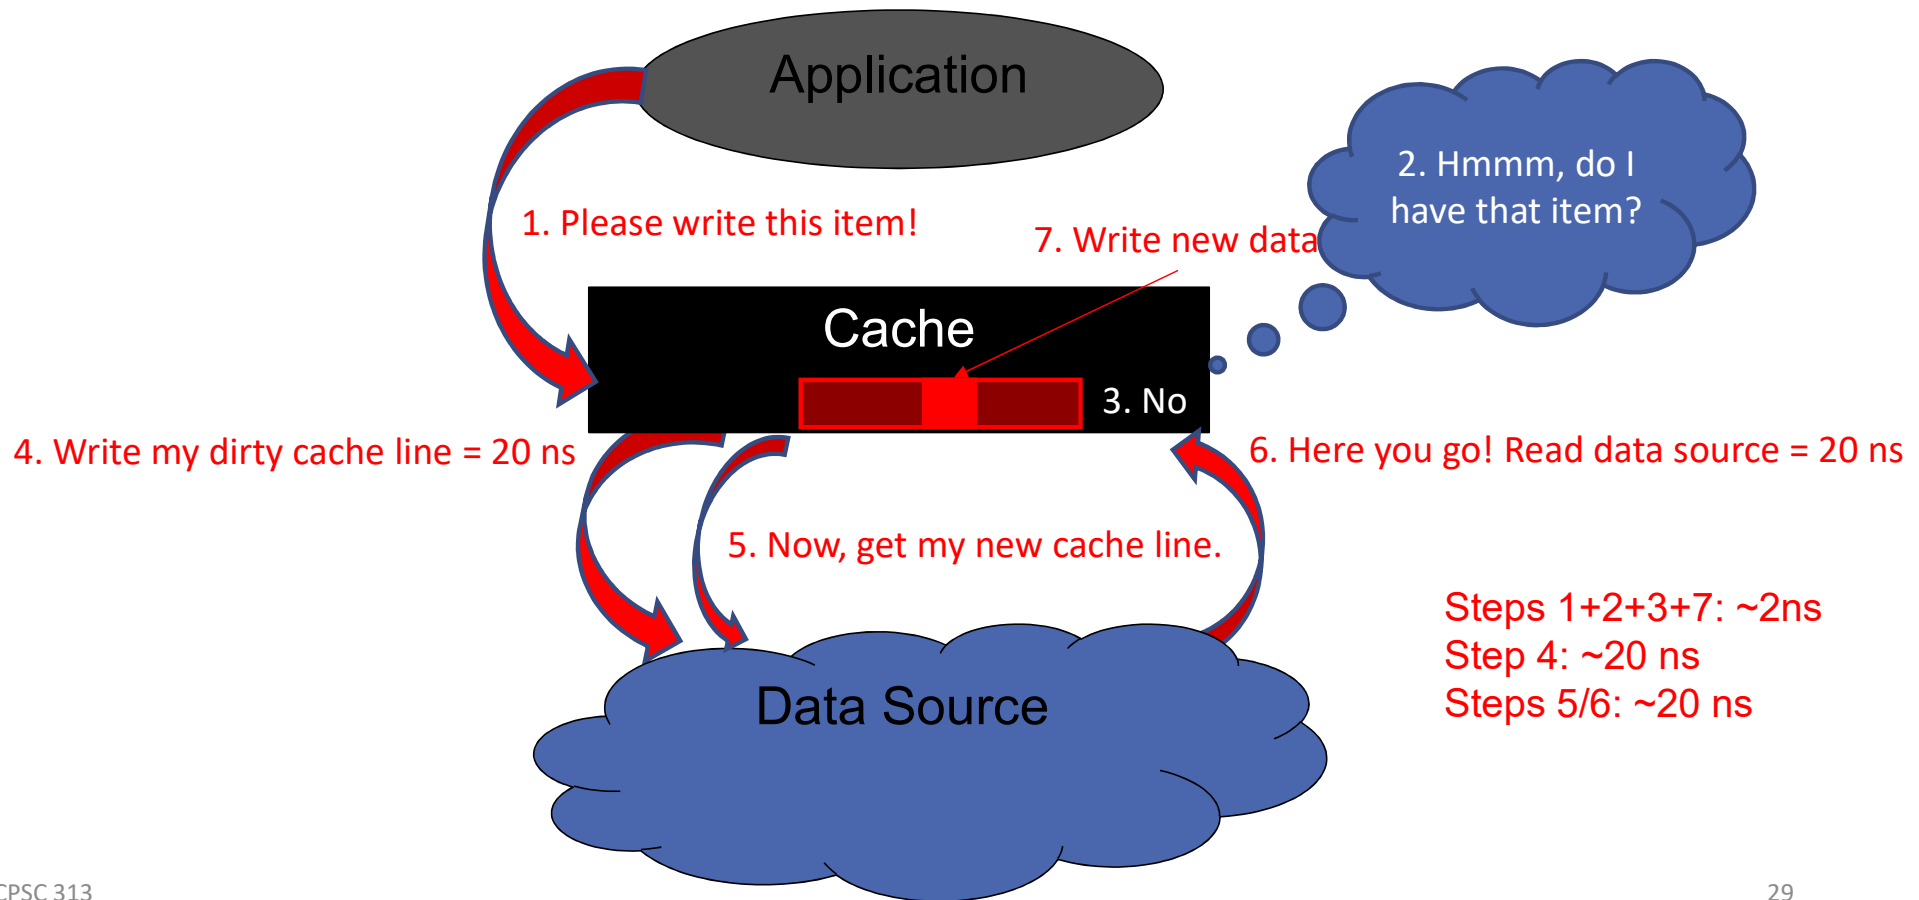 Application
2. Hmmm, do I
have that item?
1. Please write this item!
7. Write new data
Cache
3. No
4. Write my dirty cache line = 20 ns
6. Here you go! Read data source = 20 ns
5. Now, get my new cache line.
Steps 1+2+3+7: ~2ns
Step 4: ~20 ns
Steps 5/6: ~20 ns
Data Source
CPSC 313
29